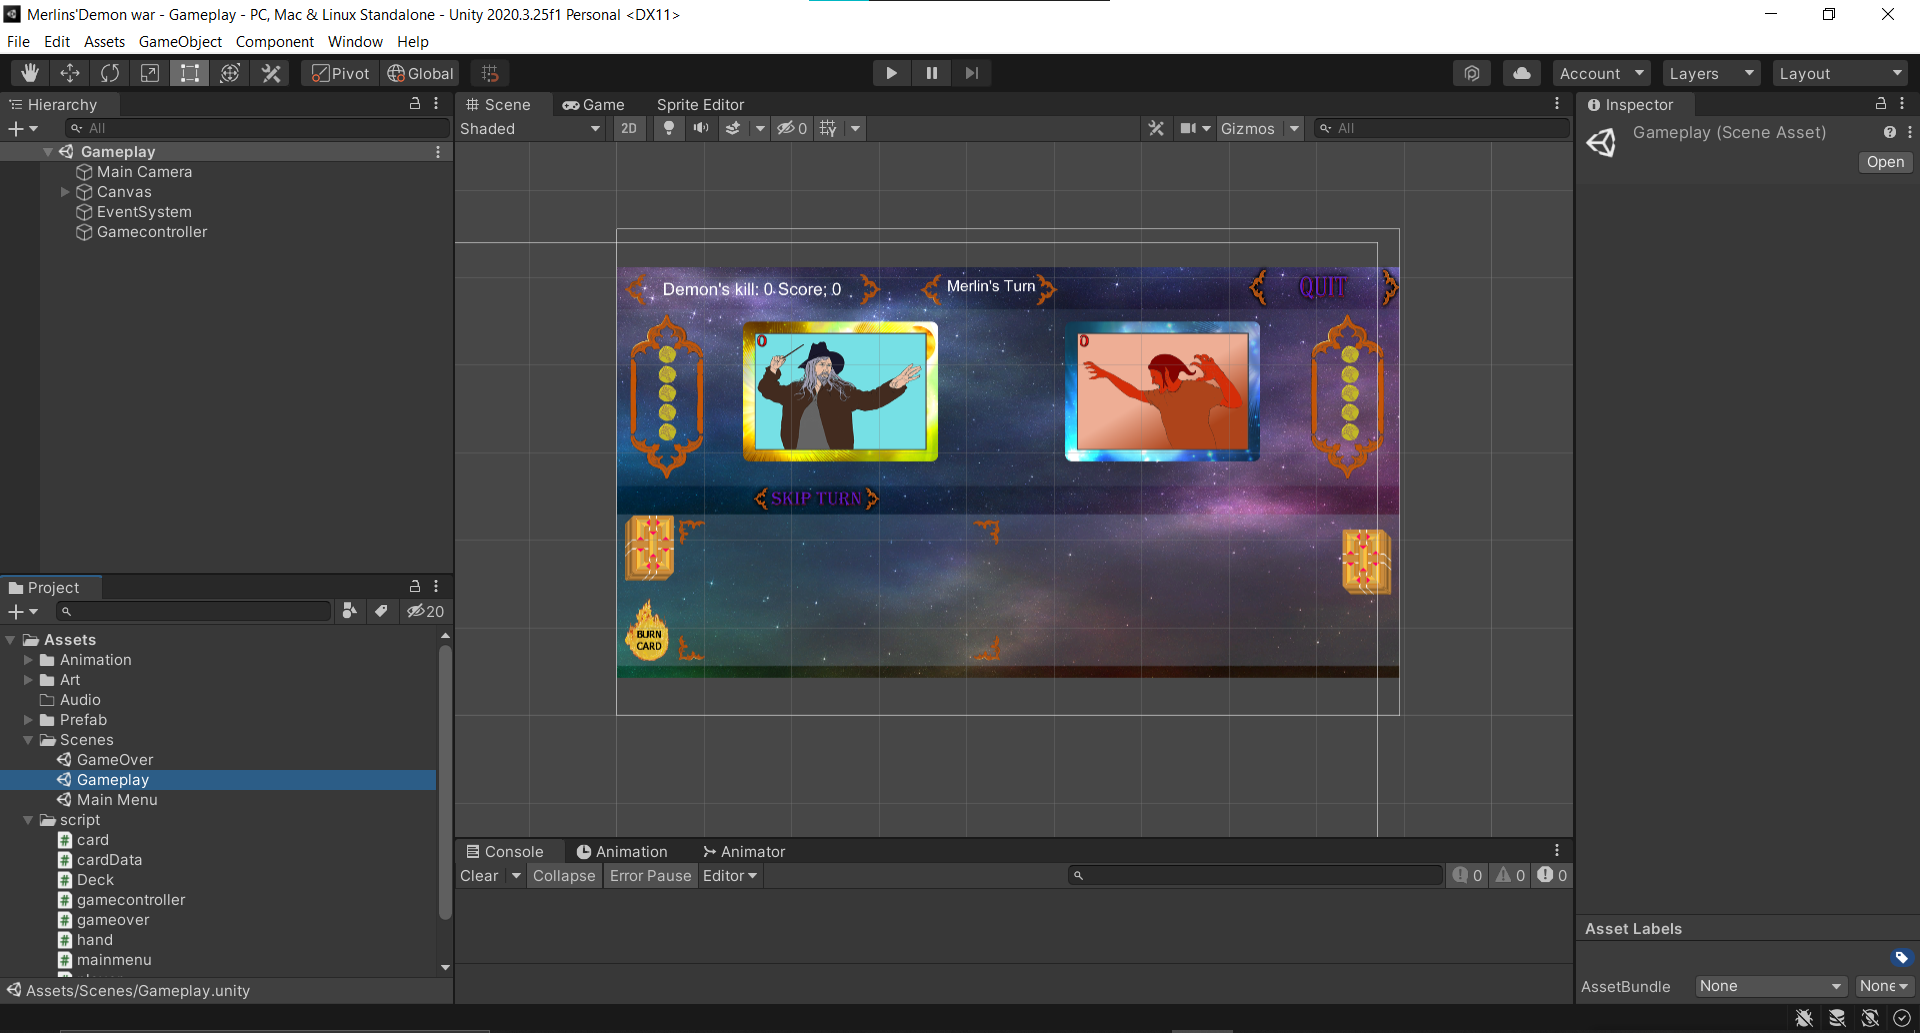 Merlins'Demon war - Gameplay - PC, Mac & Linux Standalone - Unity 2020.3.25f1 Personal <DX11>
File Edit Assets GameObject Component Window Help
Pivot Global Account Layers Layout
Hierarchy
All
Gameplay
Main Camera
Canvas
EventSystem
Gamecontroller
Scene Game Sprite Editor
Shaded 2D 0 Gizmos All
Demon's kill: 0 Score; 0
Merlin's Turn
QUIT
0
0
SKIP TURN
BURN
CARD
Inspector
Gameplay (Scene Asset)
Open
Project
20
Assets
Animation
Art
Audio
Prefab
Scenes
GameOver
Gameplay
Main Menu
script
card
cardData
Deck
gamecontroller
gameover
hand
mainmenu
Assets/Scenes/Gameplay.unity
Console Animation Animator
Clear Collapse Error Pause Editor 0 0 0
Asset Labels
AssetBundle None None